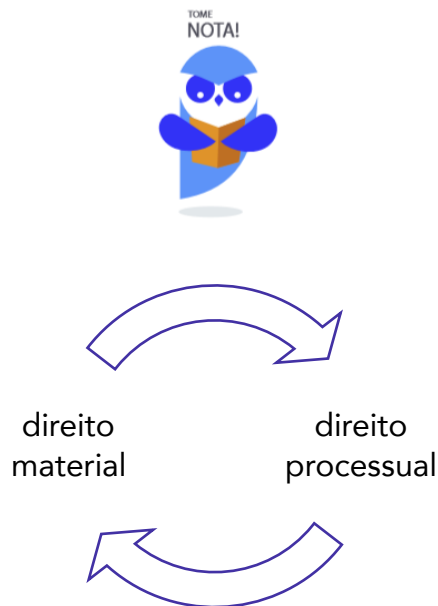 TOME
NOTA!
direito
material
direito
processual